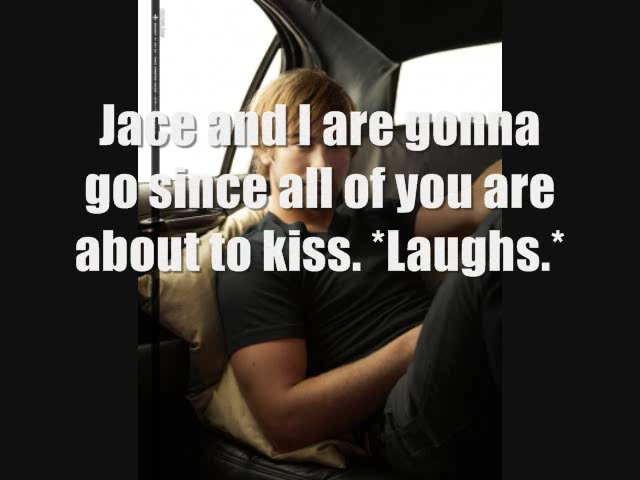 Jace and I are gonna
go since all of you are
about to kiss. *Laughs.*